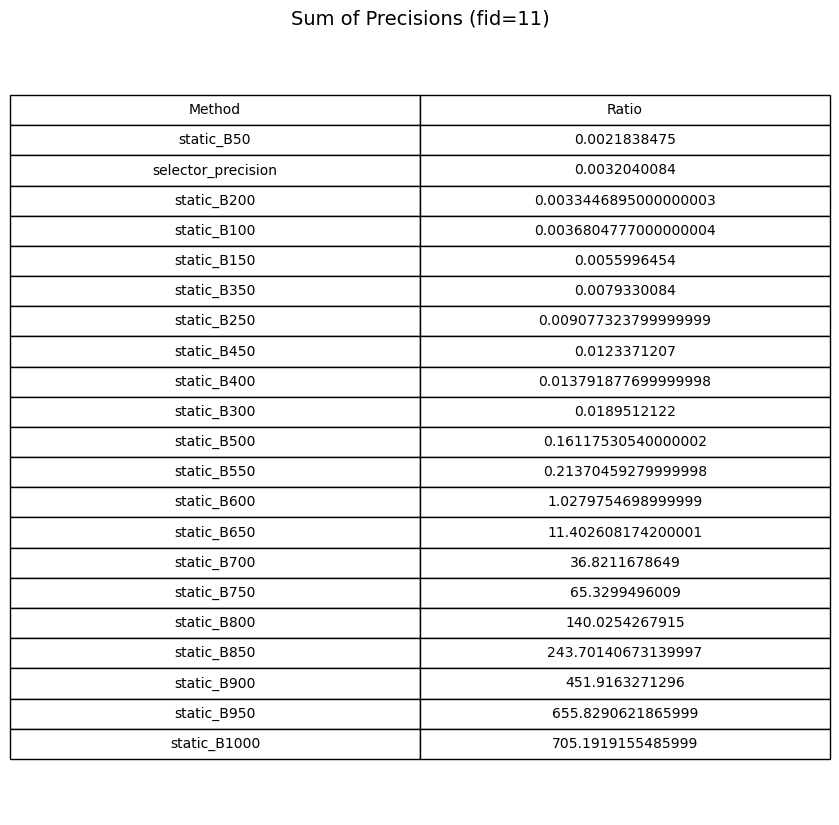 Sum of Precisions (fid=11)
Method Ratio
static_B50 0.0021838475
selector_precision 0.0032040084
static_B200 0.0033446895000000003
static_B100 0.0036804777000000004
static_B150 0.0055996454
static_B350 0.0079330084
static_B250 0.009077323799999999
static_B450 0.0123371207
static_B400 0.013791877699999998
static_B300 0.0189512122
static_B500 0.16117530540000002
static_B550 0.21370459279999998
static_B600 1.0279754698999999
static_B650 11.402608174200001
static_B700 36.8211678649
static_B750 65.3299496009
static_B800 140.0254267915
static_B850 243.70140673139997
static_B900 451.9163271296
static_B950 655.8290621865999
static_B1000 705.1919155485999